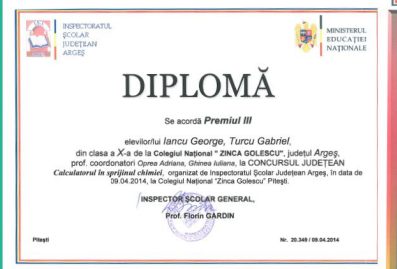 INSPECTORATUL
ȘCOLAR
JUDEȚEAN
ARGEȘ
MINISTERUL
EDUCAȚIEI
NAȚIONALE
DIPLOMĂ
Se acordă Premiul III
elevilor/lui Iancu George, Turcu Gabriel,
din clasa a X-a de la Colegiul Național " ZINCA GOLESCU", județul Argeș,
prof. coordonatori Oprea Adriana, Ghinea Iuliana, la CONCURSUL JUDEȚEAN
Calculatorul în sprijinul chimiei, organizat de Inspectoratul Școlar Județean Argeș, în data de
09.04.2014, la Colegiul Național "Zinca Golescu" Pitești.
INSPECTOR ȘCOLAR GENERAL,
Prof. Florin GARDIN
Pitești
Nr. 20.349 / 09.04.2014